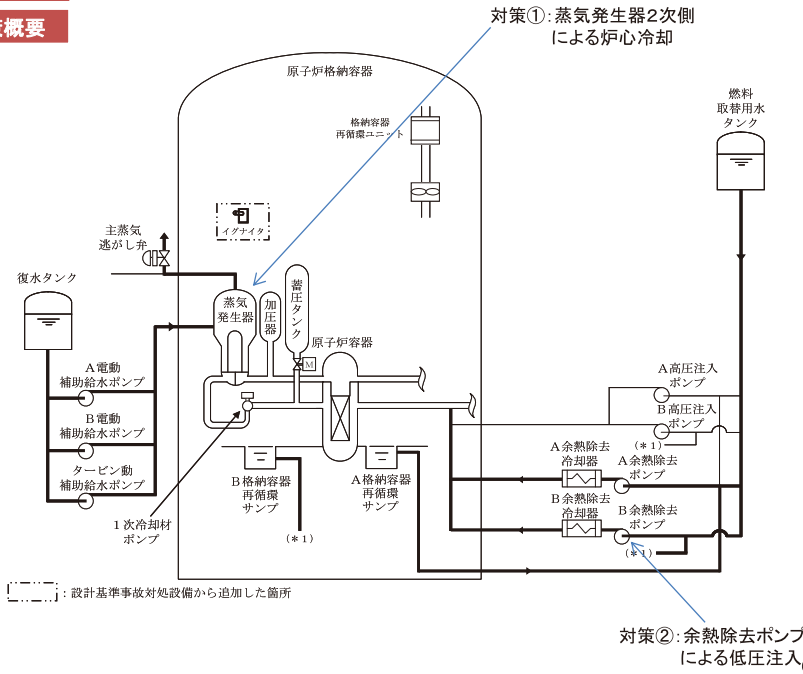 概要
対策①:蒸気発生器2次側
による炉心冷却
原子炉格納容器
格納容器
再循環ユニット
燃料
取替用水
タンク
イグナイタ
主蒸気
逃がし弁
復水タンク
蒸気
発生器
加圧器
蓄圧タンク
M
原子炉容器
A電動
補助給水ポンプ
B電動
補助給水ポンプ
タービン動
補助給水ポンプ
1次冷却材
ポンプ
B格納容器
再循環
サンプ
(*1)
A格納容器
再循環
サンプ
A高圧注入
ポンプ
B高圧注入
ポンプ
(*1)
A余熱除去
冷却器
A余熱除去
ポンプ
B余熱除去
冷却器
B余熱除去
ポンプ
(*1)
:設計基準事故対処設備から追加した箇所
対策②:余熱除去ポンプ
による低圧注入